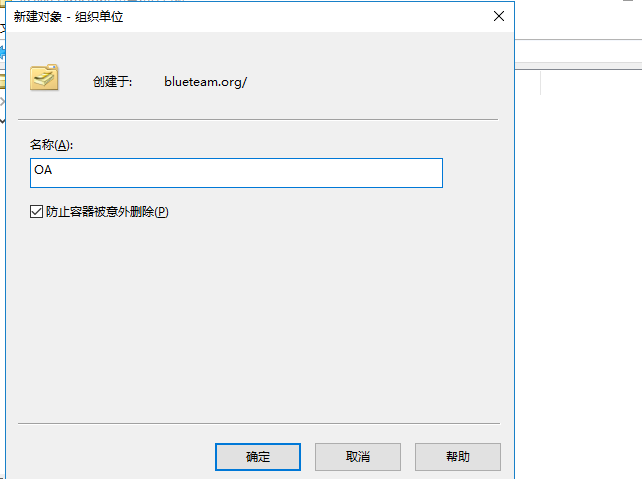 新建对象 - 组织单位
创建于: blueteam.org/
名称(A):
OA
防止容器被意外删除(P)
确定 取消 帮助